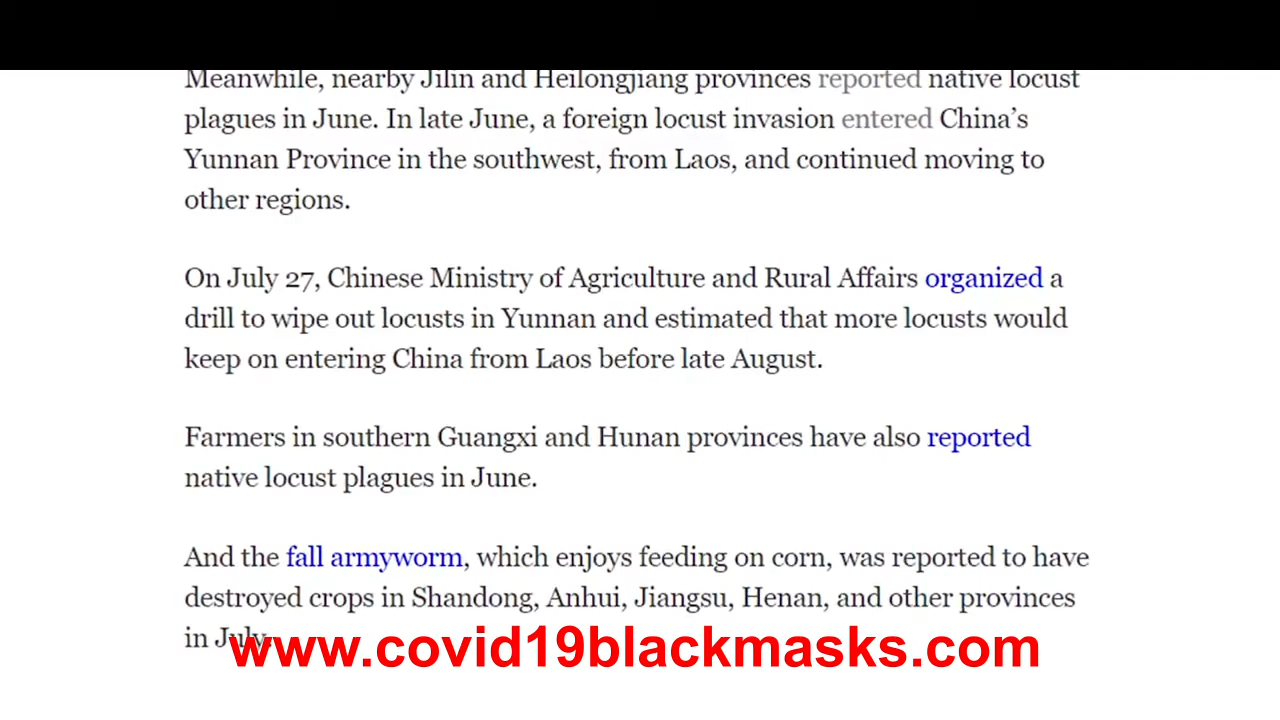 Meanwhile, nearby Jilin and Heilongjiang provinces reported native locust
plagues in June. In late June, a foreign locust invasion entered China’s
Yunnan Province in the southwest, from Laos, and continued moving to
other regions.
On July 27, Chinese Ministry of Agriculture and Rural Affairs organized a
drill to wipe out locusts in Yunnan and estimated that more locusts would
keep on entering China from Laos before late August.
Farmers in southern Guangxi and Hunan provinces have also reported
native locust plagues in June.
And the fall armyworm, which enjoys feeding on corn, was reported to have
destroyed crops in Shandong, Anhui, Jiangsu, Henan, and other provinces
in July.
www.covid19blackmasks.com